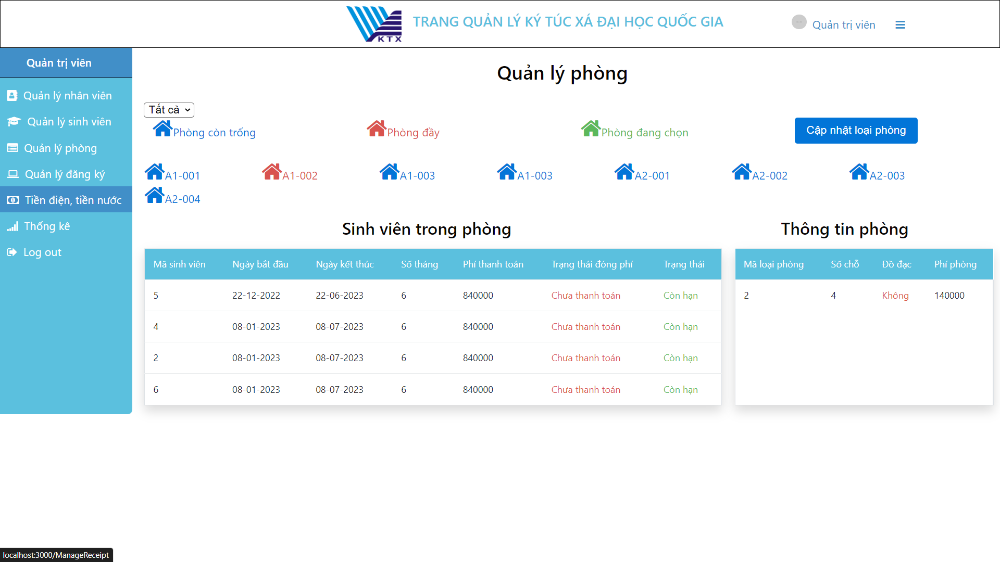 KTX
TRANG QUẢN LÝ KÝ TÚC XÁ ĐẠI HỌC QUỐC GIA
Quản trị viên
Quản trị viên
Quản lý nhân viên
Quản lý sinh viên
Quản lý phòng
Quản lý đăng ký
Tiền điện, tiền nước
Thống kê
Log out
Quản lý phòng
Tất cả
Phòng còn trống Phòng đầy Phòng đang chọn Cập nhật loại phòng
A1-001 A1-002 A1-003 A1-003 A2-001 A2-002 A2-003
A2-004
Sinh viên trong phòng
Mã sinh viên Ngày bắt đầu Ngày kết thúc Số tháng Phí thanh toán Trạng thái đóng phí Trạng thái
5 22-12-2022 22-06-2023 6 840000 Chưa thanh toán Còn hạn
4 08-01-2023 08-07-2023 6 840000 Chưa thanh toán Còn hạn
2 08-01-2023 08-07-2023 6 840000 Chưa thanh toán Còn hạn
6 08-01-2023 08-07-2023 6 840000 Chưa thanh toán Còn hạn
Thông tin phòng
Mã loại phòng Số chỗ Đồ đạc Phí phòng
2 4 Không 140000
localhost:3000/ManageReceipt